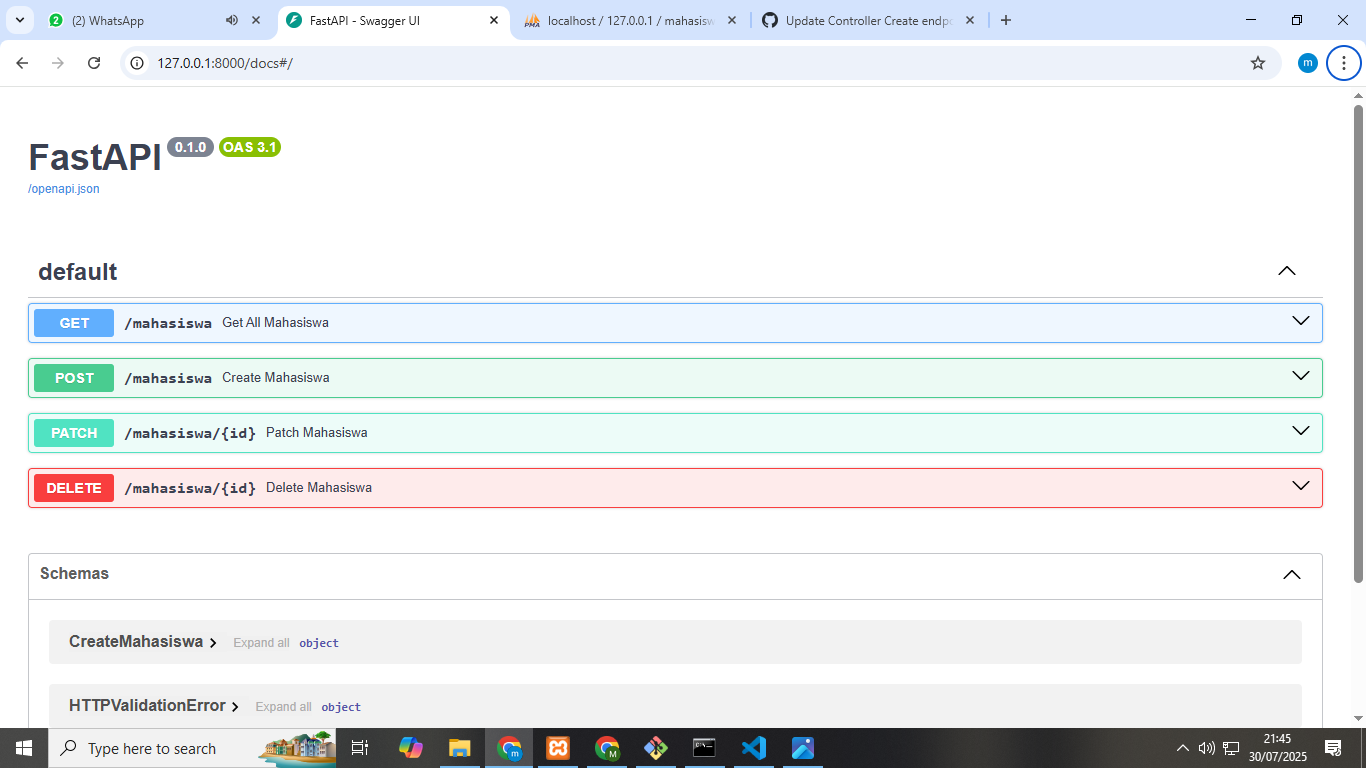 (2) WhatsApp
FastAPI - Swagger UI
localhost / 127.0.0.1 / mahasisw
Update Controller Create endp
127.0.0.1:8000/docs#/
m
FastAPI 0.1.0 OAS 3.1
/openapi.json
default
GET /mahasiswa Get All Mahasiswa
POST /mahasiswa Create Mahasiswa
PATCH /mahasiswa/{id} Patch Mahasiswa
DELETE /mahasiswa/{id} Delete Mahasiswa
Schemas
CreateMahasiswa Expand all object
HTTPValidationError Expand all object
Type here to search
21:45
30/07/2025